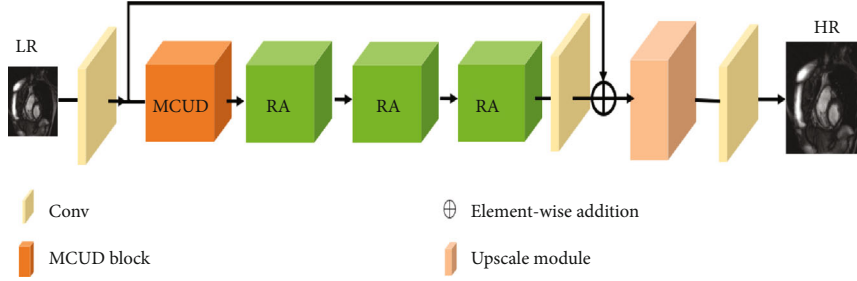 LR
HR
MCUD
RA
RA
RA
Conv
Element-wise addition
MCUD block
Upscale module